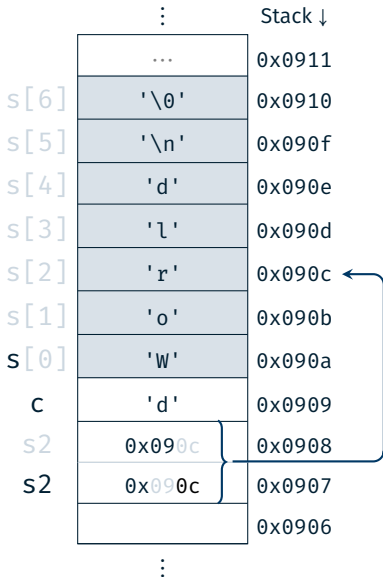 ⋮ Stack ↓
... 0x0911
s[6] '\0' 0x0910
s[5] '\n' 0x090f
s[4] 'd' 0x090e
s[3] 'l' 0x090d
s[2] 'r' 0x090c
s[1] 'o' 0x090b
s[0] 'W' 0x090a
c 'd' 0x0909
s2 0x090c 0x0908
s2 0x090c 0x0907
0x0906
⋮